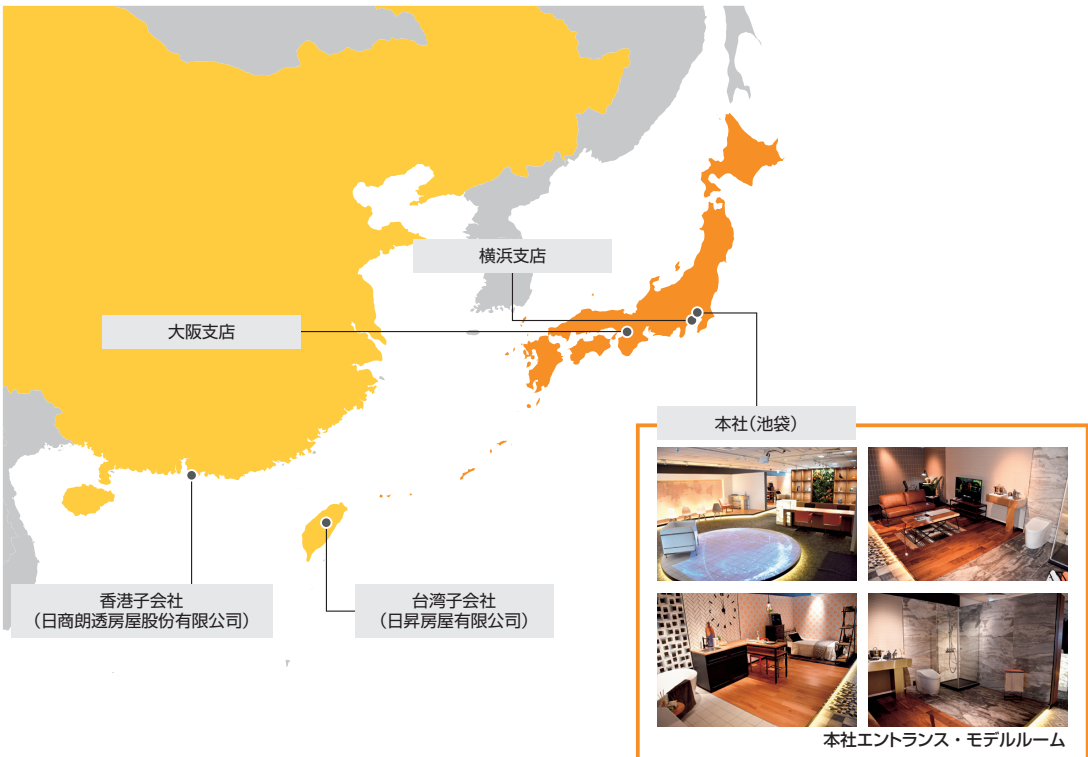 横浜支店
大阪支店
本社(池袋)
香港子会社
(日商朗透房屋股份有限公司)
台湾子会社
(日昇房屋有限公司)
本社エントランス・モデルルーム